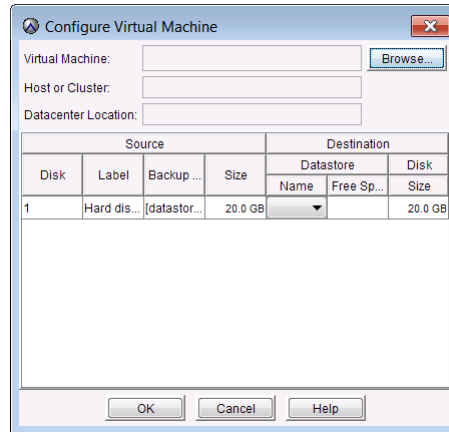 Configure Virtual Machine
Virtual Machine:
Browse...
Host or Cluster:
Datacenter Location:
Source
Destination
Disk
Label
Backup ...
Size
Datastore
Disk
Name
Free Sp...
Size
1
Hard dis...
[datastor...
20.0 GB
20.0 GB
OK
Cancel
Help